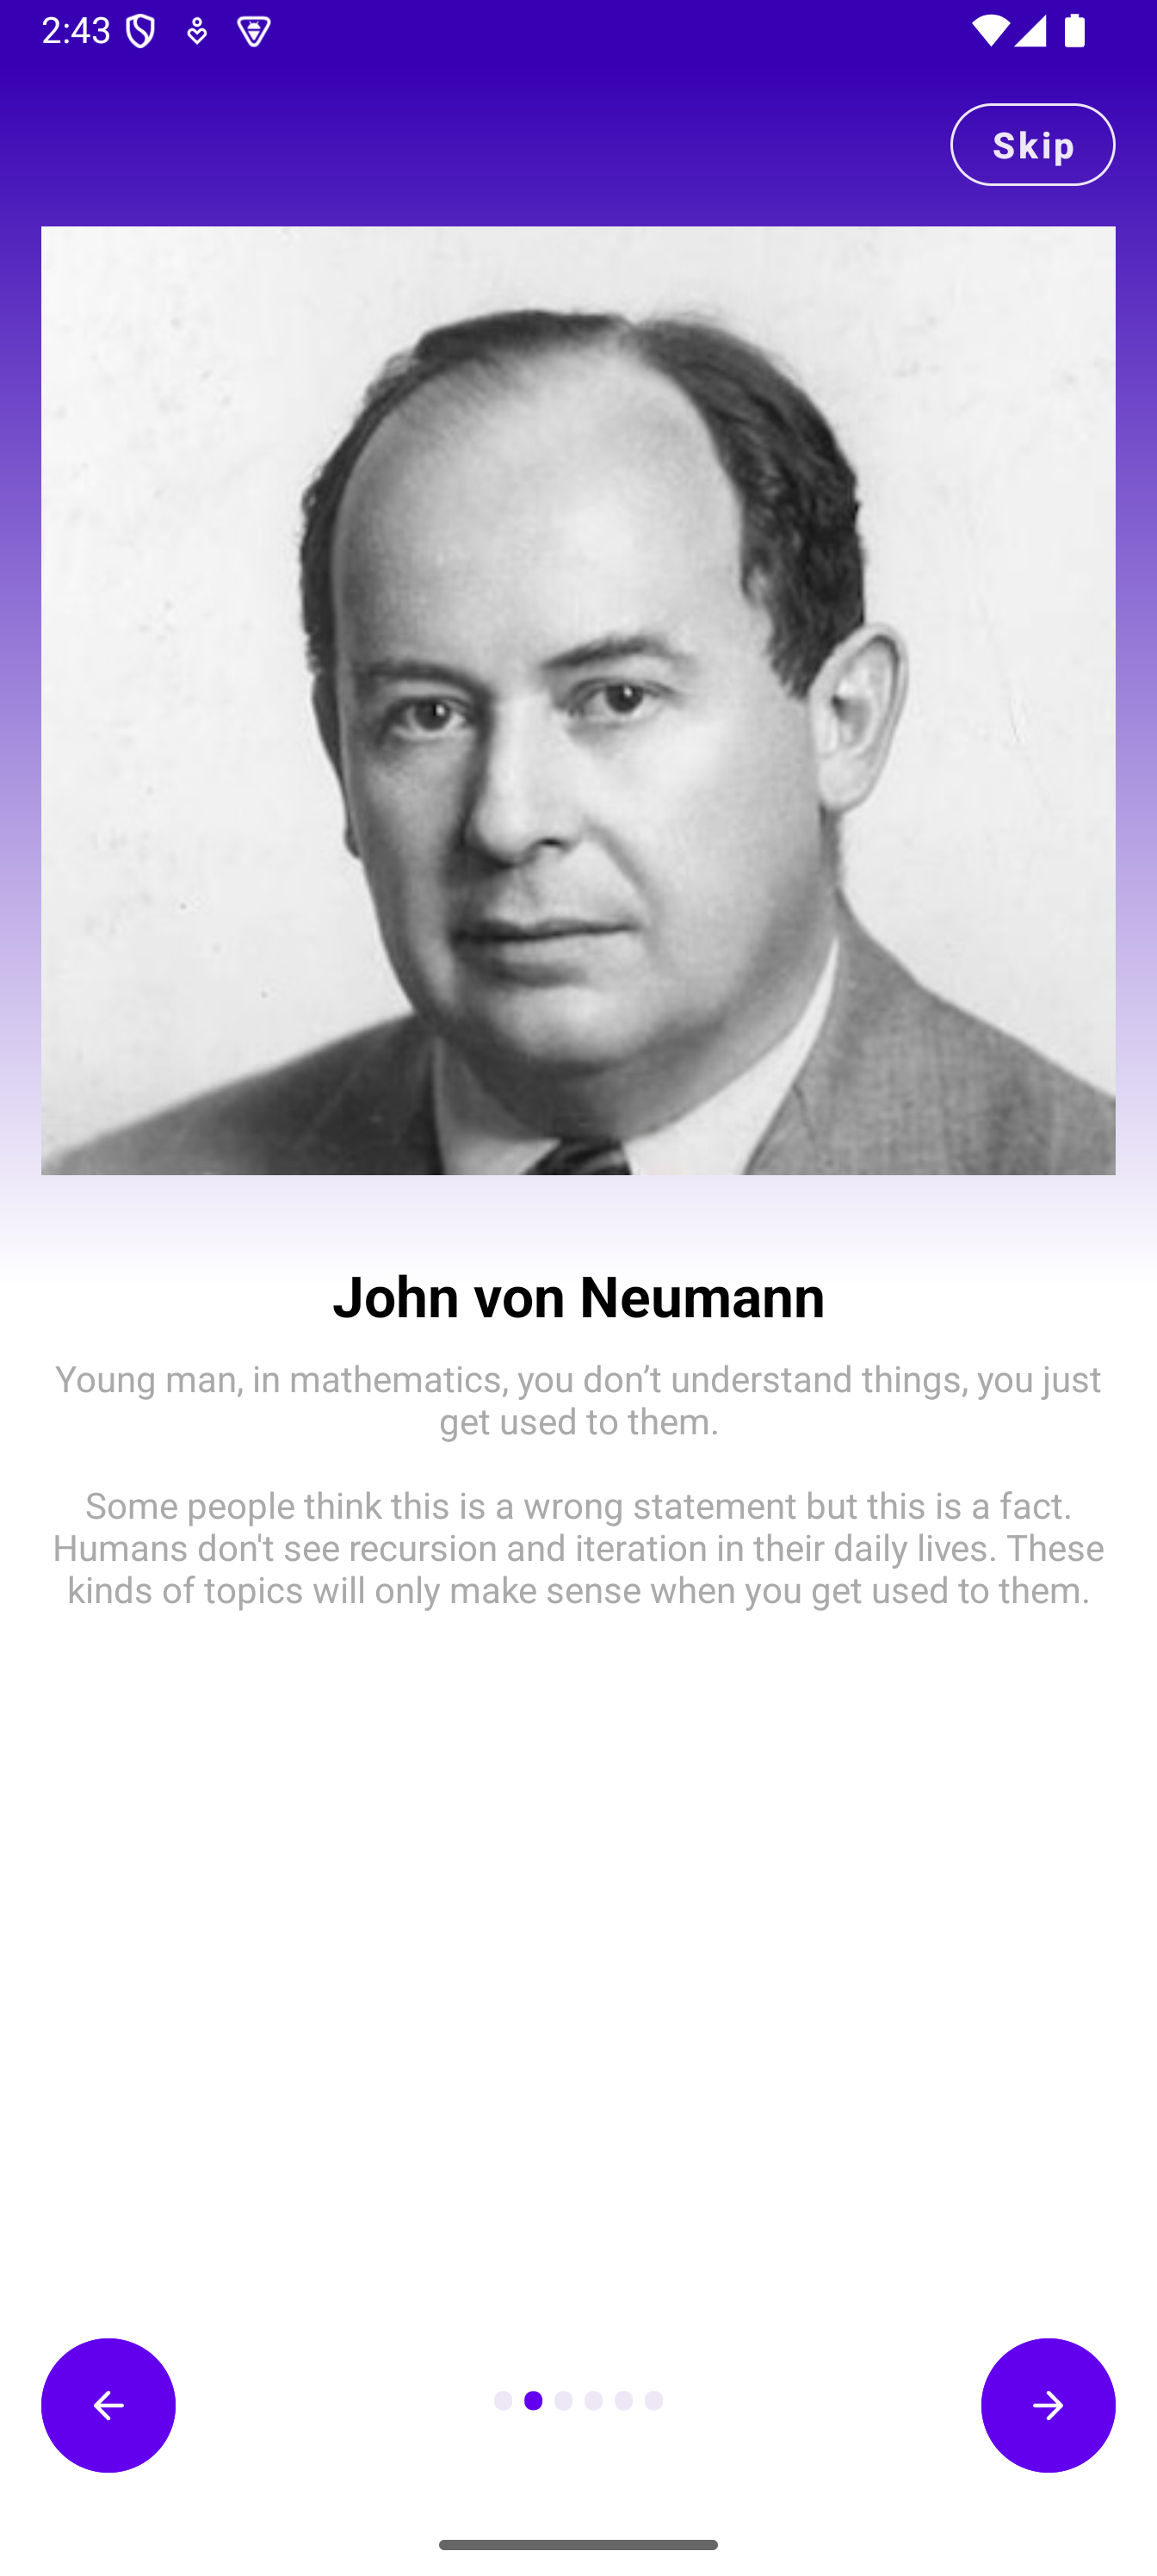 2:43
Skip
John von Neumann
Young man, in mathematics, you don’t understand things, you just
get used to them.
Some people think this is a wrong statement but this is a fact.
Humans don't see recursion and iteration in their daily lives. These
kinds of topics will only make sense when you get used to them.